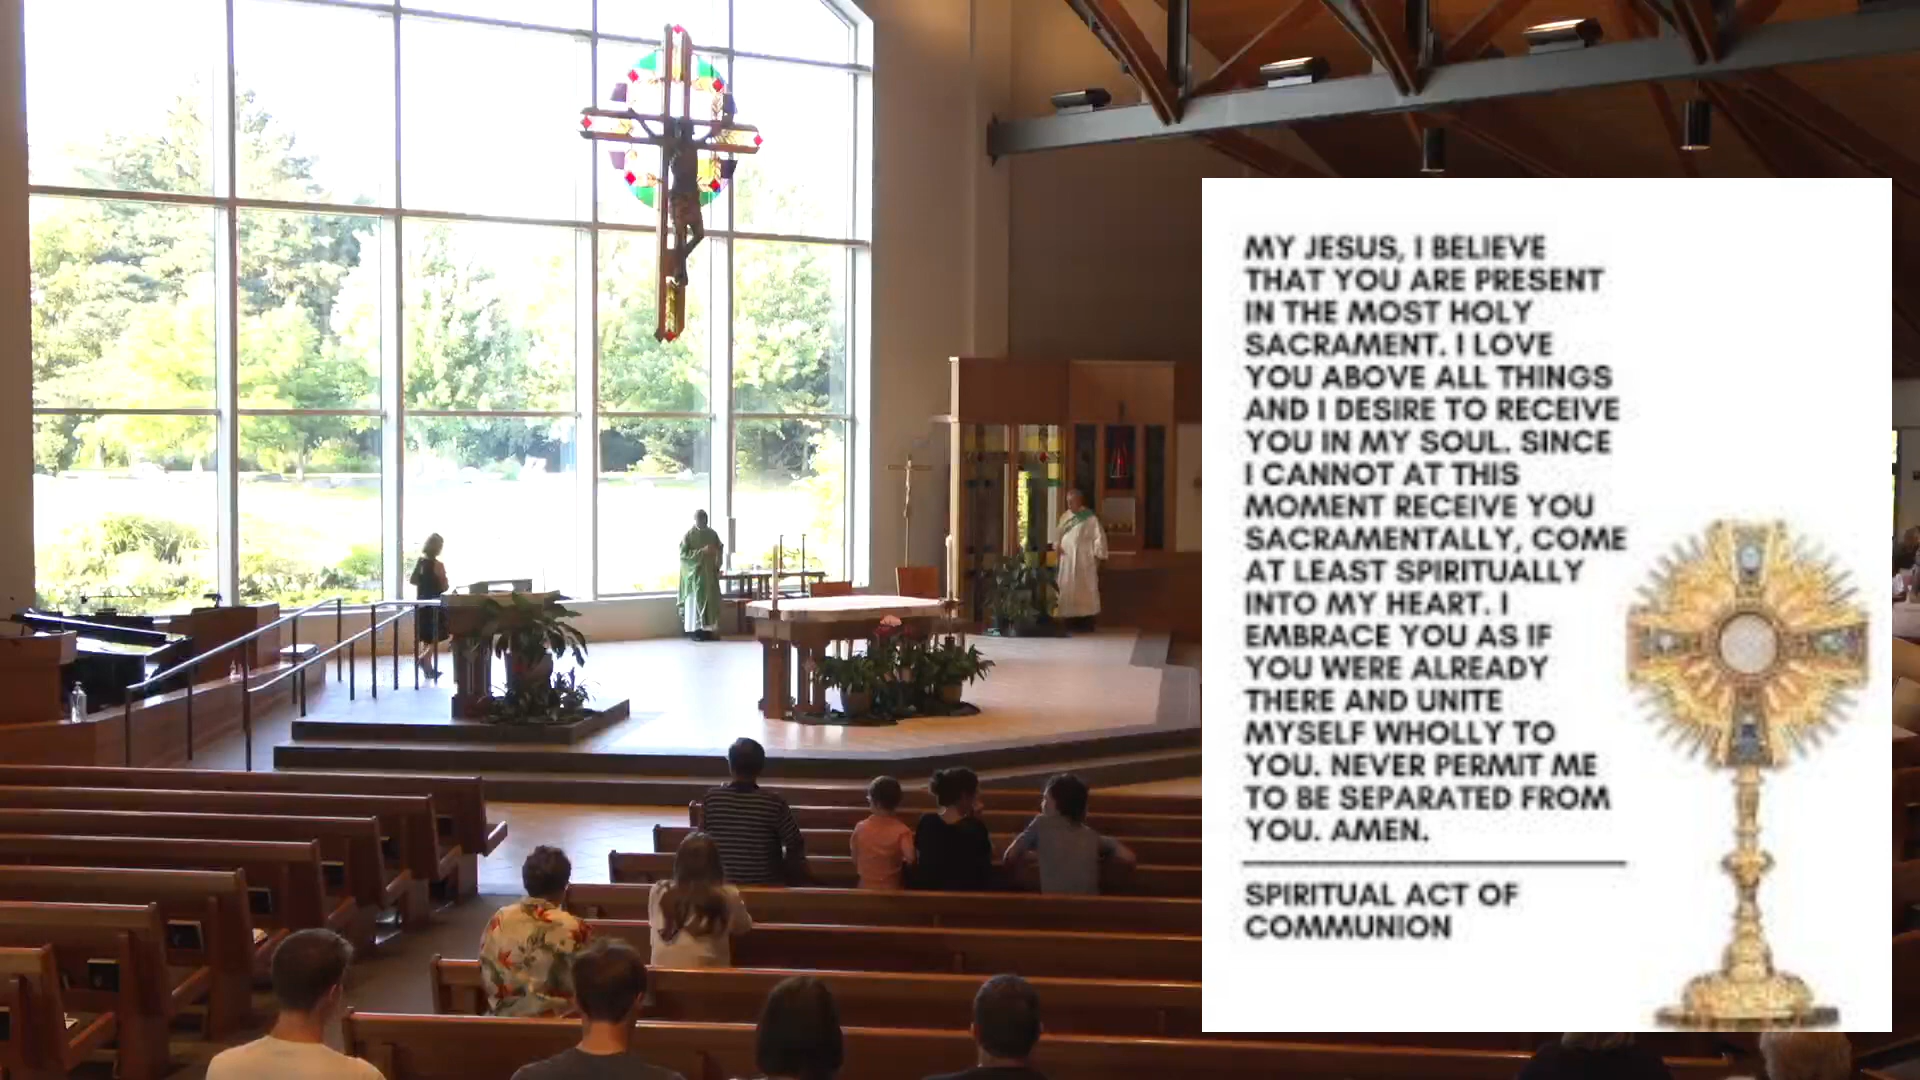 MY JESUS, I BELIEVE
THAT YOU ARE PRESENT
IN THE MOST HOLY
SACRAMENT. I LOVE
YOU ABOVE ALL THINGS
AND I DESIRE TO RECEIVE
YOU IN MY SOUL. SINCE
I CANNOT AT THIS
MOMENT RECEIVE YOU
SACRAMENTALLY, COME
AT LEAST SPIRITUALLY
INTO MY HEART. I
EMBRACE YOU AS IF
YOU WERE ALREADY
THERE AND UNITE
MYSELF WHOLLY TO
YOU. NEVER PERMIT ME
TO BE SEPARATED FROM
YOU. AMEN.
SPIRITUAL ACT OF
COMMUNION